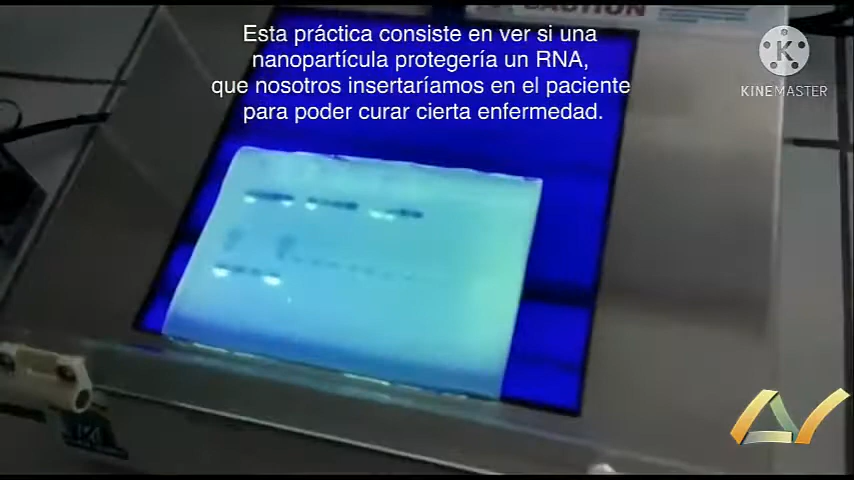 CAUTION
Esta práctica consiste en ver si una
nanopartícula protegería un RNA,
que nosotros insertaríamos en el paciente
para poder curar cierta enfermedad.
K
KINEMASTER